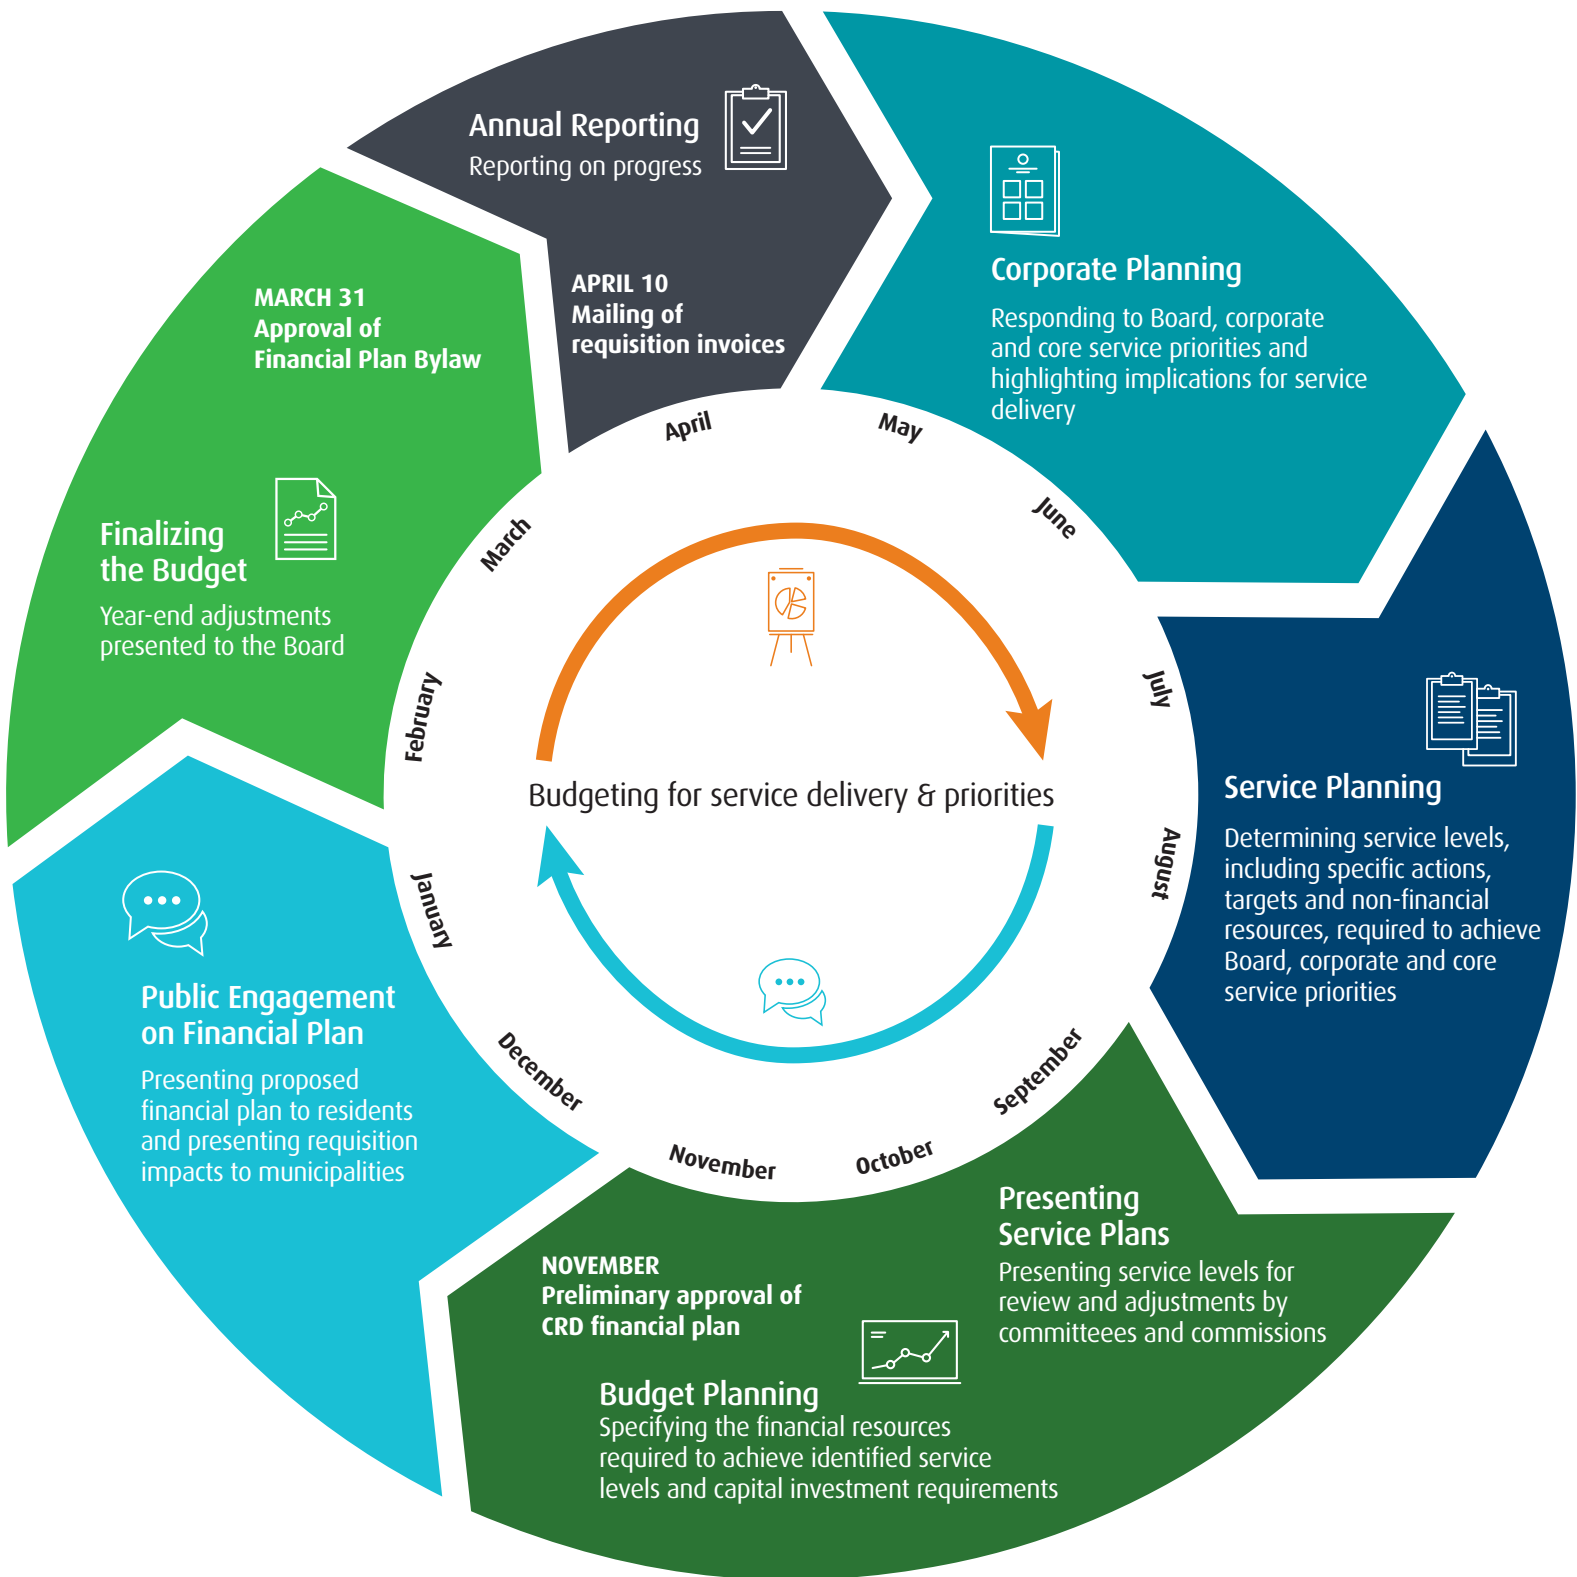 Annual Reporting
Reporting on progress
APRIL 10
Mailing of
requisition invoices
Corporate Planning
Responding to Board, corporate
and core service priorities and
highlighting implications for service
delivery
Service Planning
Determining service levels,
including specific actions,
targets and non-financial
resources, required to achieve
Board, corporate and core
service priorities
Presenting
Service Plans
Presenting service levels for
review and adjustments by
committeees and commissions
NOVEMBER
Preliminary approval of
CRD financial plan
Budget Planning
Specifying the financial resources
required to achieve identified service
levels and capital investment requirements
Public Engagement
on Financial Plan
Presenting proposed
financial plan to residents
and presenting requisition
impacts to municipalities
MARCH 31
Approval of
Financial Plan Bylaw
Finalizing
the Budget
Year-end adjustments
presented to the Board
April
May
June
July
August
September
October
November
December
January
February
March
Budgeting for service delivery & priorities